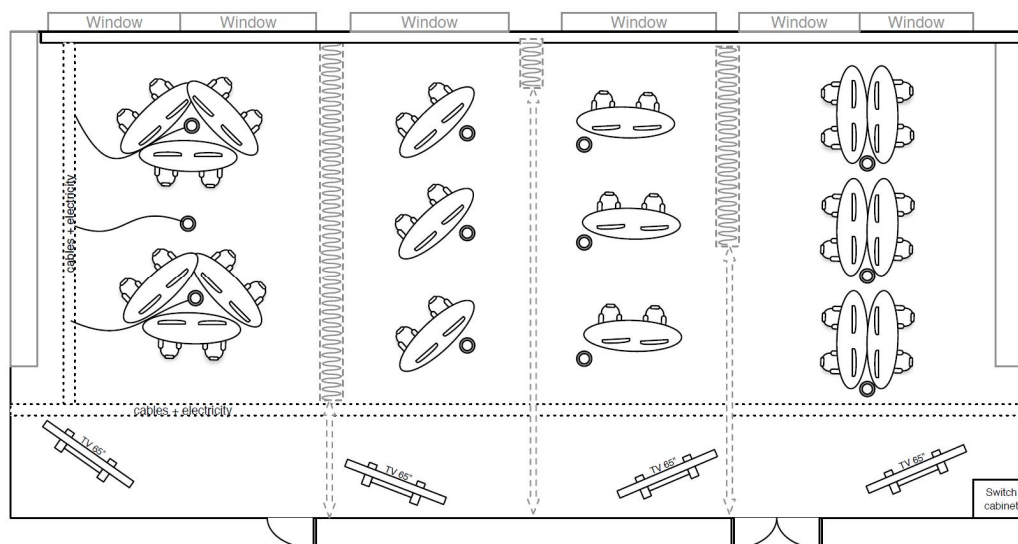 Window
Window
Window
Window
Window
Window
cables + electricity
cables + electricity
TV 65"
TV 65"
TV 65"
TV 65"
Switch
cabinet